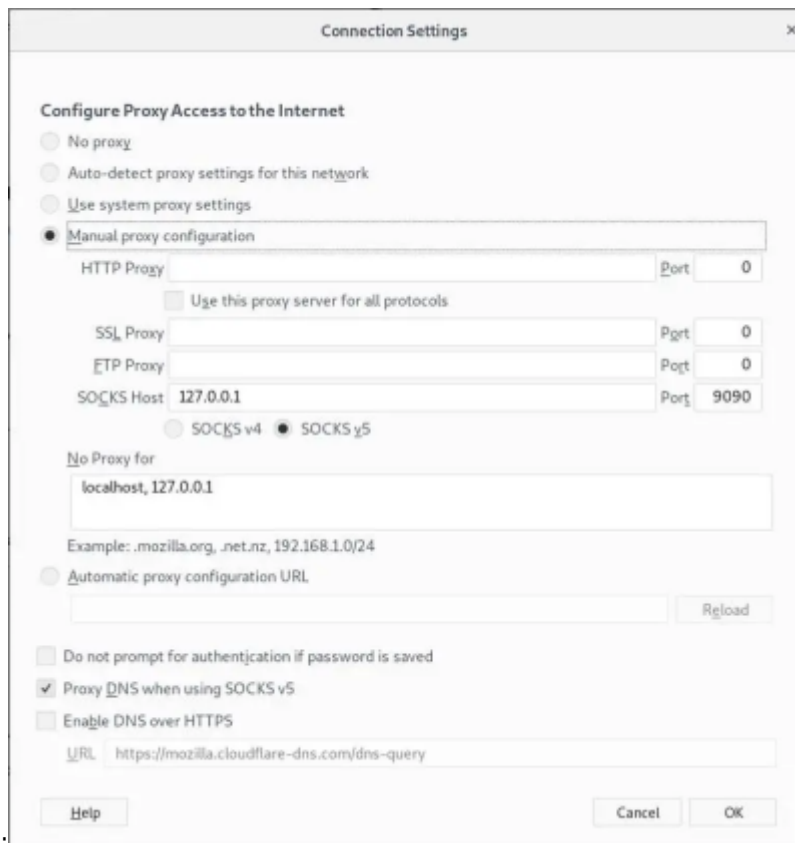 Connection Settings
×
Configure Proxy Access to the Internet
No proxy
Auto-detect proxy settings for this network
Use system proxy settings
Manual proxy configuration
HTTP Proxy Port 0
Use this proxy server for all protocols
SSL Proxy Port 0
FTP Proxy Port 0
SOCKS Host 127.0.0.1 Port 9090
SOCKS v4 SOCKS v5
No Proxy for
localhost, 127.0.0.1
Example: .mozilla.org, .net.nz, 192.168.1.0/24
Automatic proxy configuration URL
Reload
Do not prompt for authentication if password is saved
Proxy DNS when using SOCKS v5
Enable DNS over HTTPS
URL https://mozilla.cloudflare-dns.com/dns-query
Help Cancel OK